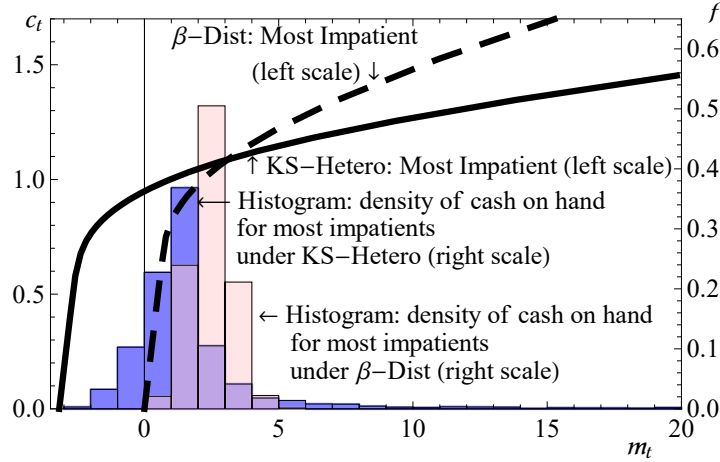 c_t
f
β−Dist: Most Impatient
(left scale) ↓
↑ KS−Hetero: Most Impatient (left scale)
← Histogram: density of cash on hand
for most impatients
under KS−Hetero (right scale)
← Histogram: density of cash on hand
for most impatients
under β−Dist (right scale)
1.5
1.0
0.5
0.0
0.6
0.5
0.4
0.3
0.2
0.1
0.0
0
5
10
15
20
m_t